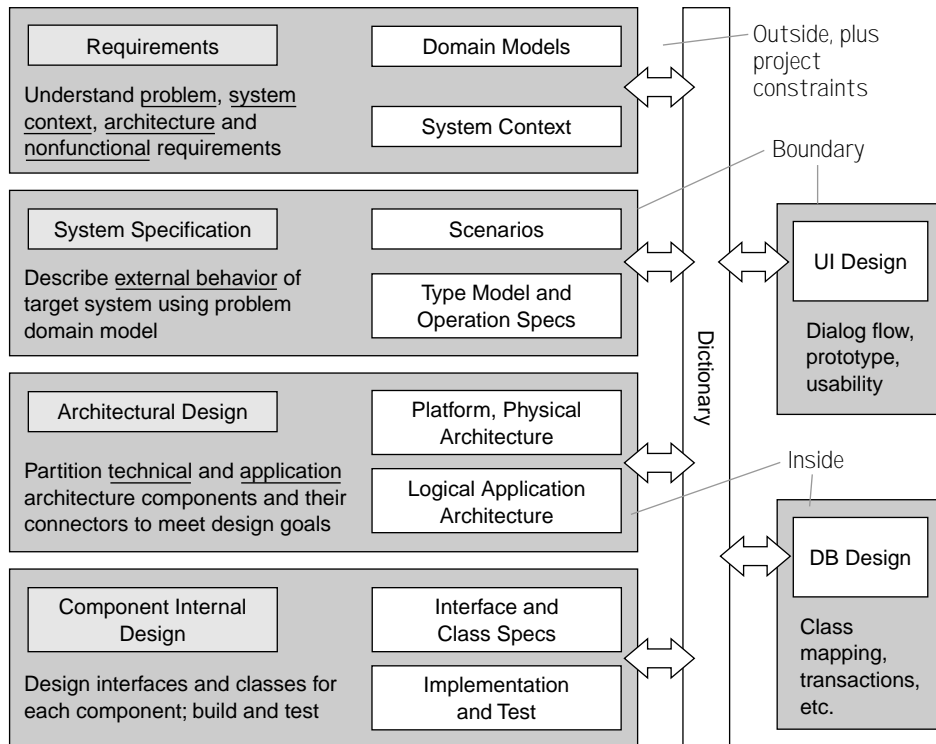 Requirements
Understand problem, system
context, architecture and
nonfunctional requirements
Domain Models
System Context
Outside, plus
project
constraints
Boundary
System Specification
Describe external behavior of
target system using problem
domain model
Scenarios
Type Model and
Operation Specs
Dictionary
UI Design
Dialog flow,
prototype,
usability
Architectural Design
Partition technical and application
architecture components and their
connectors to meet design goals
Platform, Physical
Architecture
Logical Application
Architecture
Inside
DB Design
Class
mapping,
transactions,
etc.
Component Internal
Design
Design interfaces and classes for
each component; build and test
Interface and
Class Specs
Implementation
and Test